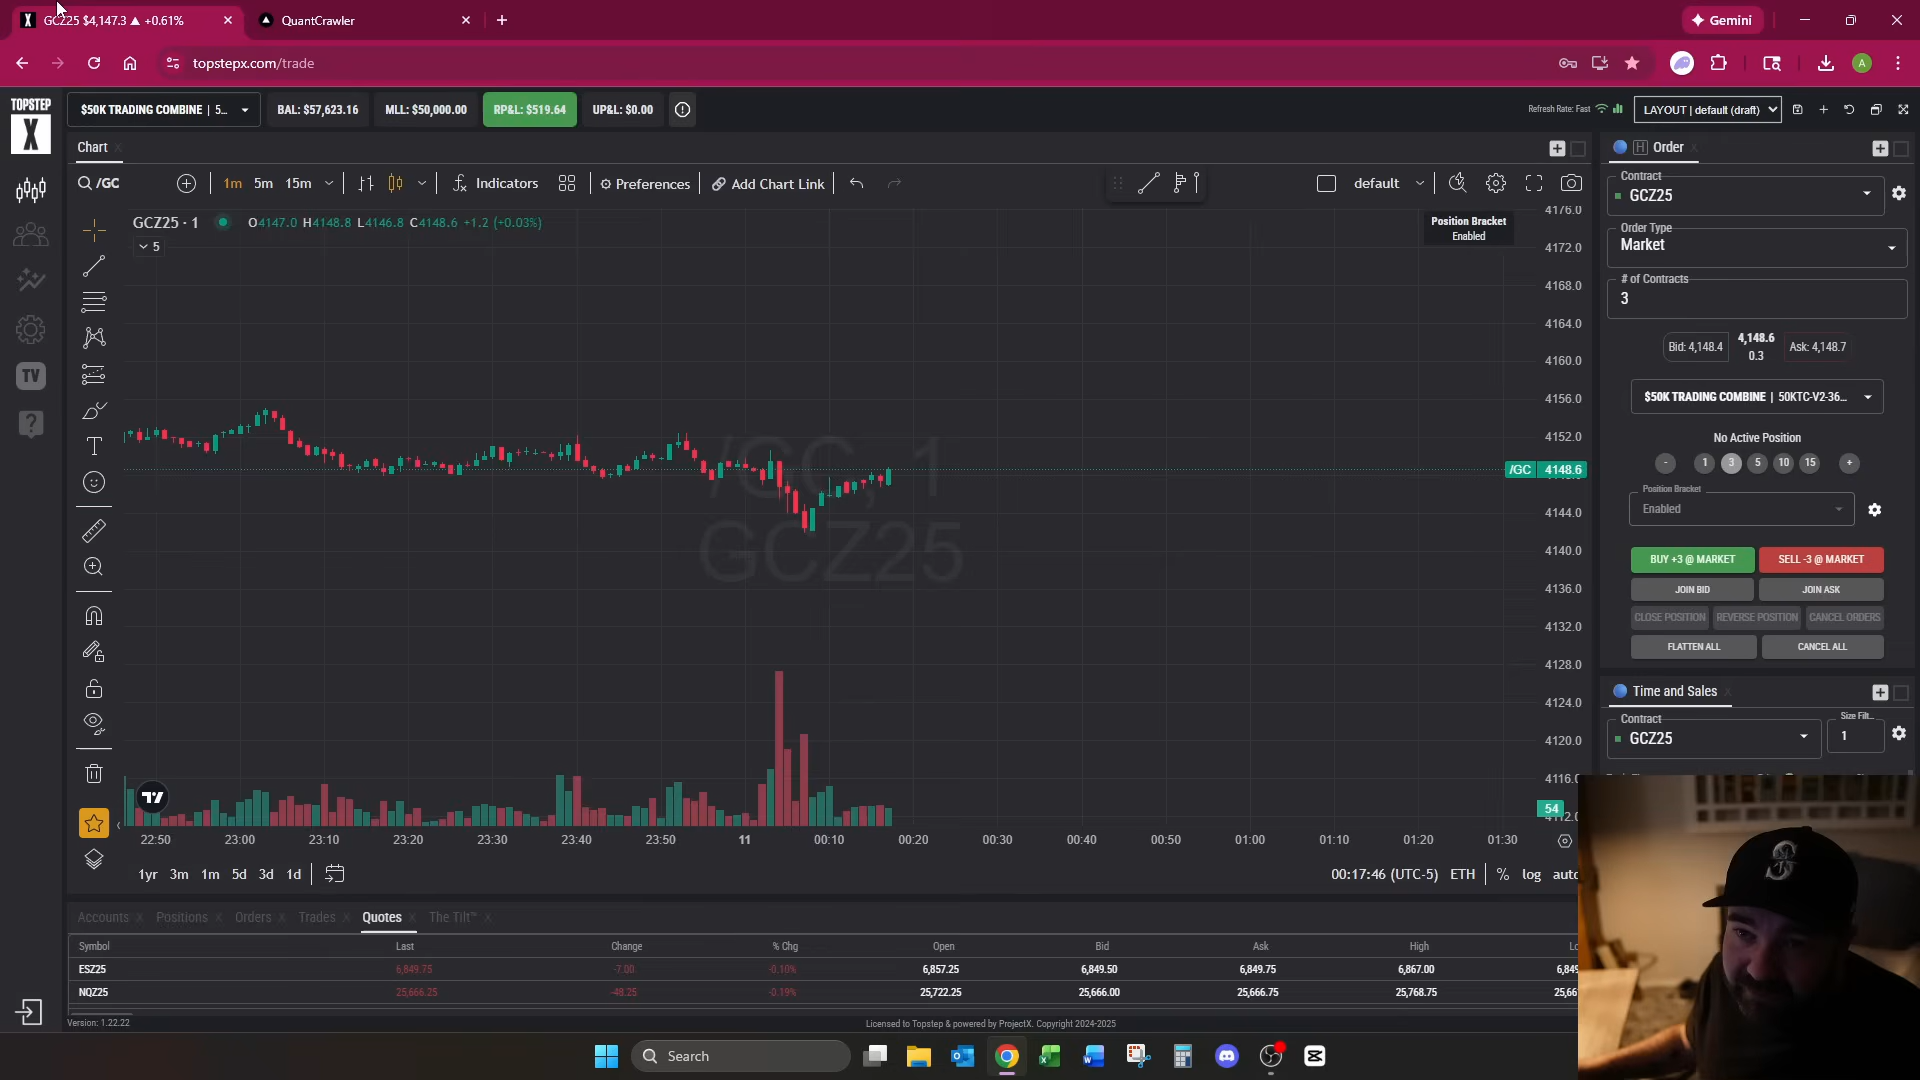 GCZ25 $4,147.3 ▲ +0.61%
QuantCrawler
Gemini
topstepx.com/trade
A
TOPSTEP
X
$50K TRADING COMBINE | 5...
BAL: $57,623.16
MLL: $50,000.00
RP&L: $519.64
UP&L: $0.00
Refresh Rate: Fast
LAYOUT | default (draft)
Chart
/GC
1m
5m
15m
Indicators
Preferences
Add Chart Link
default
GCZ25 · 1
O4147.0 H4148.8 L4146.8 C4148.6 +1.2 (+0.03%)
5
Position Bracket
Enabled
TV
/GC, 1
GCZ25
4176.0
4172.0
4168.0
4164.0
4160.0
4156.0
4152.0
/GC 4148.6
4144.0
4140.0
4136.0
4132.0
4128.0
4124.0
4120.0
54
22:50
23:00
23:10
23:20
23:30
23:40
23:50
11
00:10
00:20
00:30
00:40
00:50
01:00
01:10
01:20
01:30
1yr
3m
1m
5d
3d
1d
00:17:46 (UTC-5)
ETH
%
log
auto
Order
Contract
GCZ25
Order Type
Market
# of Contracts
3
Bid: 4,148.4
4,148.6
0.3
Ask: 4,148.7
$50K TRADING COMBINE | 50KTC-V2-36...
No Active Position
-
1
3
5
10
15
+
Position Bracket
Enabled
BUY +3 @ MARKET
SELL -3 @ MARKET
JOIN BID
JOIN ASK
CLOSE POSITION
REVERSE POSITION
CANCEL ORDERS
FLATTEN ALL
CANCEL ALL
Time and Sales
Contract
GCZ25
Size Filt...
1
Accounts
Positions
Orders
Trades
Quotes
The Tilt™
Symbol
Last
Change
% Chg
Open
Bid
Ask
High
ESZ25
6,849.75
-7.00
-0.10%
6,857.25
6,849.50
6,849.75
6,867.00
NQZ25
25,666.25
-48.25
-0.19%
25,722.25
25,666.00
25,666.75
25,768.75
Version: 1.22.22
Licensed to Topstep & powered by ProjectX. Copyright 2024-2025
Search